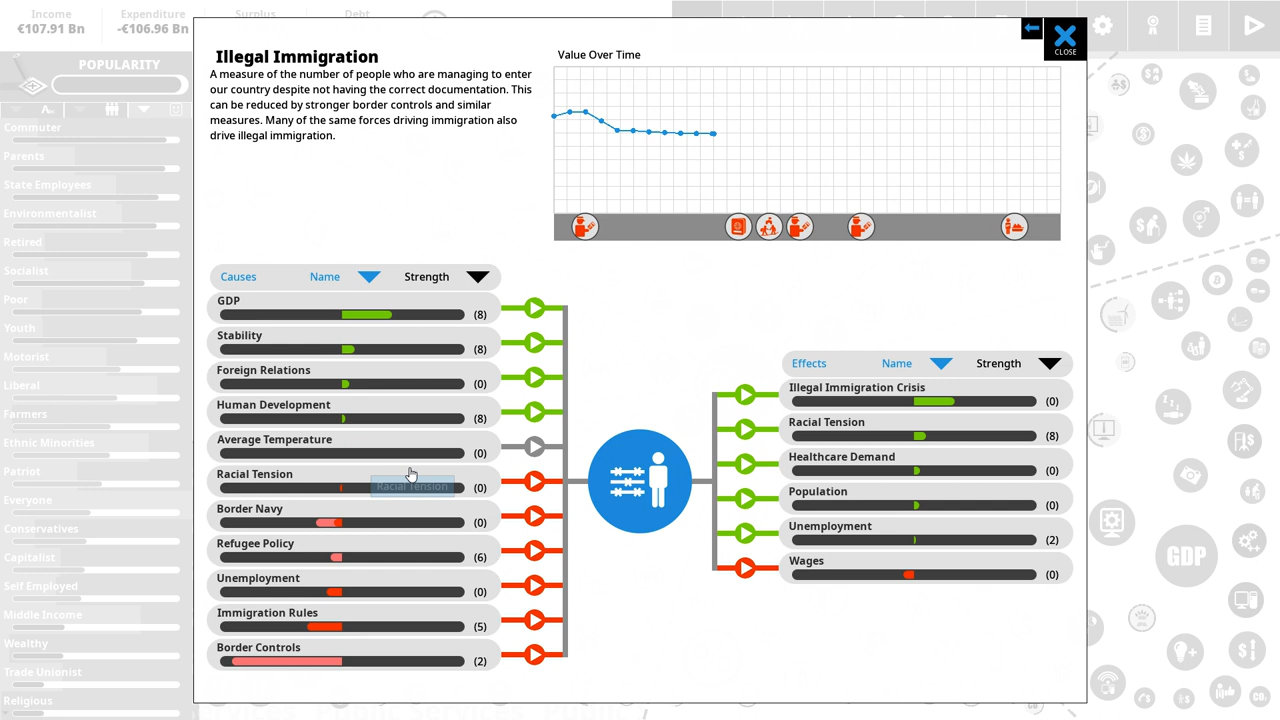 Income
Expenditure
Surplus
Debt
€107.91 Bn
-€106.96 Bn
POPULARITY
A...
Commuter
Parents
State Employees
Environmentalist
Retired
Socialist
Poor
Youth
Motorist
Liberal
Farmers
Ethnic Minorities
Patriot
Everyone
Conservatives
Capitalist
Self Employed
Middle Income
Wealthy
Trade Unionist
Religious
Illegal Immigration
A measure of the number of people who are managing to enter
our country despite not having the correct documentation. This
can be reduced by stronger border controls and similar
measures. Many of the same forces driving immigration also
drive illegal immigration.
Value Over Time
CLOSE
Causes Name Strength
GDP
(8)
Stability
(8)
Foreign Relations
(0)
Human Development
(8)
Average Temperature
(0)
Racial Tension
Racial Tension
(0)
Border Navy
(0)
Refugee Policy
(6)
Unemployment
(0)
Immigration Rules
(5)
Border Controls
(2)
Effects Name Strength
Illegal Immigration Crisis
(0)
Racial Tension
(8)
Healthcare Demand
(0)
Population
(0)
Unemployment
(2)
Wages
(0)
GDP